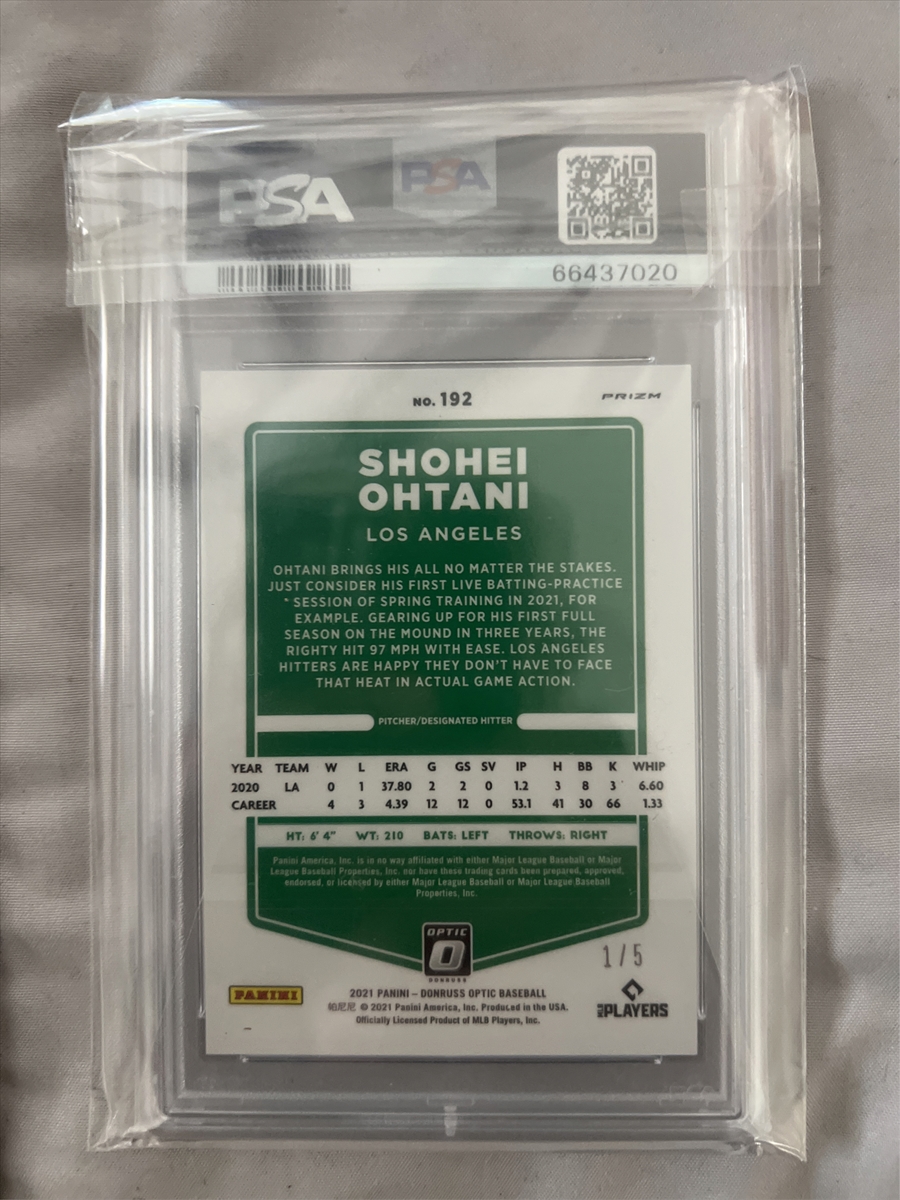 PSA
PSA
66437020
NO. 192
PRIZM
SHOHEI
OHTANI
LOS ANGELES
OHTANI BRINGS HIS ALL NO MATTER THE STAKES.
JUST CONSIDER HIS FIRST LIVE BATTING-PRACTICE
SESSION OF SPRING TRAINING IN 2021, FOR
EXAMPLE. GEARING UP FOR HIS FIRST FULL
SEASON ON THE MOUND IN THREE YEARS, THE
RIGHTY HIT 97 MPH WITH EASE. LOS ANGELES
HITTERS ARE HAPPY THEY DON'T HAVE TO FACE
THAT HEAT IN ACTUAL GAME ACTION.
PITCHER/DESIGNATED HITTER
YEAR TEAM W L ERA G GS SV IP H BB K WHIP
2020 LA 0 1 37.80 2 2 0 1.2 3 8 3 6.60
CAREER 4 3 4.39 12 12 0 53.1 41 30 66 1.33
HT: 6' 4" WT: 210 BATS: LEFT THROWS: RIGHT
Panini America, Inc. is in no way affiliated with either Major League Baseball or Major
League Baseball Properties, Inc. nor have these trading cards been prepared, approved,
endorsed, or licensed by either Major League Baseball or Major League Baseball
Properties, Inc.
OPTIC
O
DONRUSS
1/5
PANINI
2021 PANINI – DONRUSS OPTIC BASEBALL
帕尼尼 © 2021 Panini America, Inc. Produced in the USA.
Officially Licensed Product of MLB Players, Inc.
MLB PLAYERS